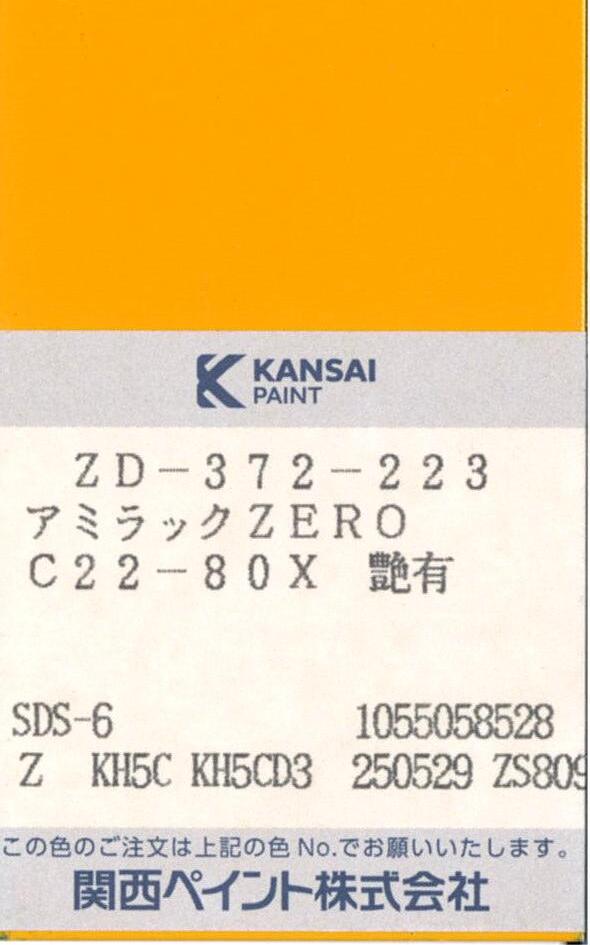 KANSAI
PAINT
ZD-372-223
アミラックZERO
C22-80X 艶有
SDS-6 1055058528
Z KH5C KH5CD3 250529 ZS809
この色のご注文は上記の色No.でお願いいたします。
関西ペイント株式会社